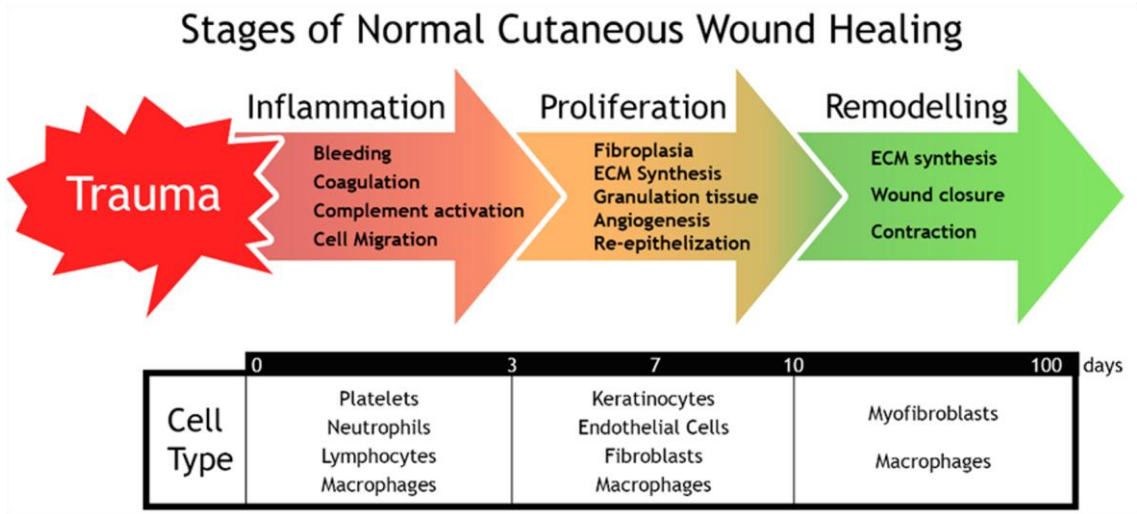 Stages of Normal Cutaneous Wound Healing
Trauma
Inflammation
Bleeding
Coagulation
Complement activation
Cell Migration
Proliferation
Fibroplasia
ECM Synthesis
Granulation tissue
Angiogenesis
Re-epithelization
Remodelling
ECM synthesis
Wound closure
Contraction
0 3 7 10 100 days
Cell
Type
Platelets
Neutrophils
Lymphocytes
Macrophages
Keratinocytes
Endothelial Cells
Fibroblasts
Macrophages
Myofibroblasts
Macrophages